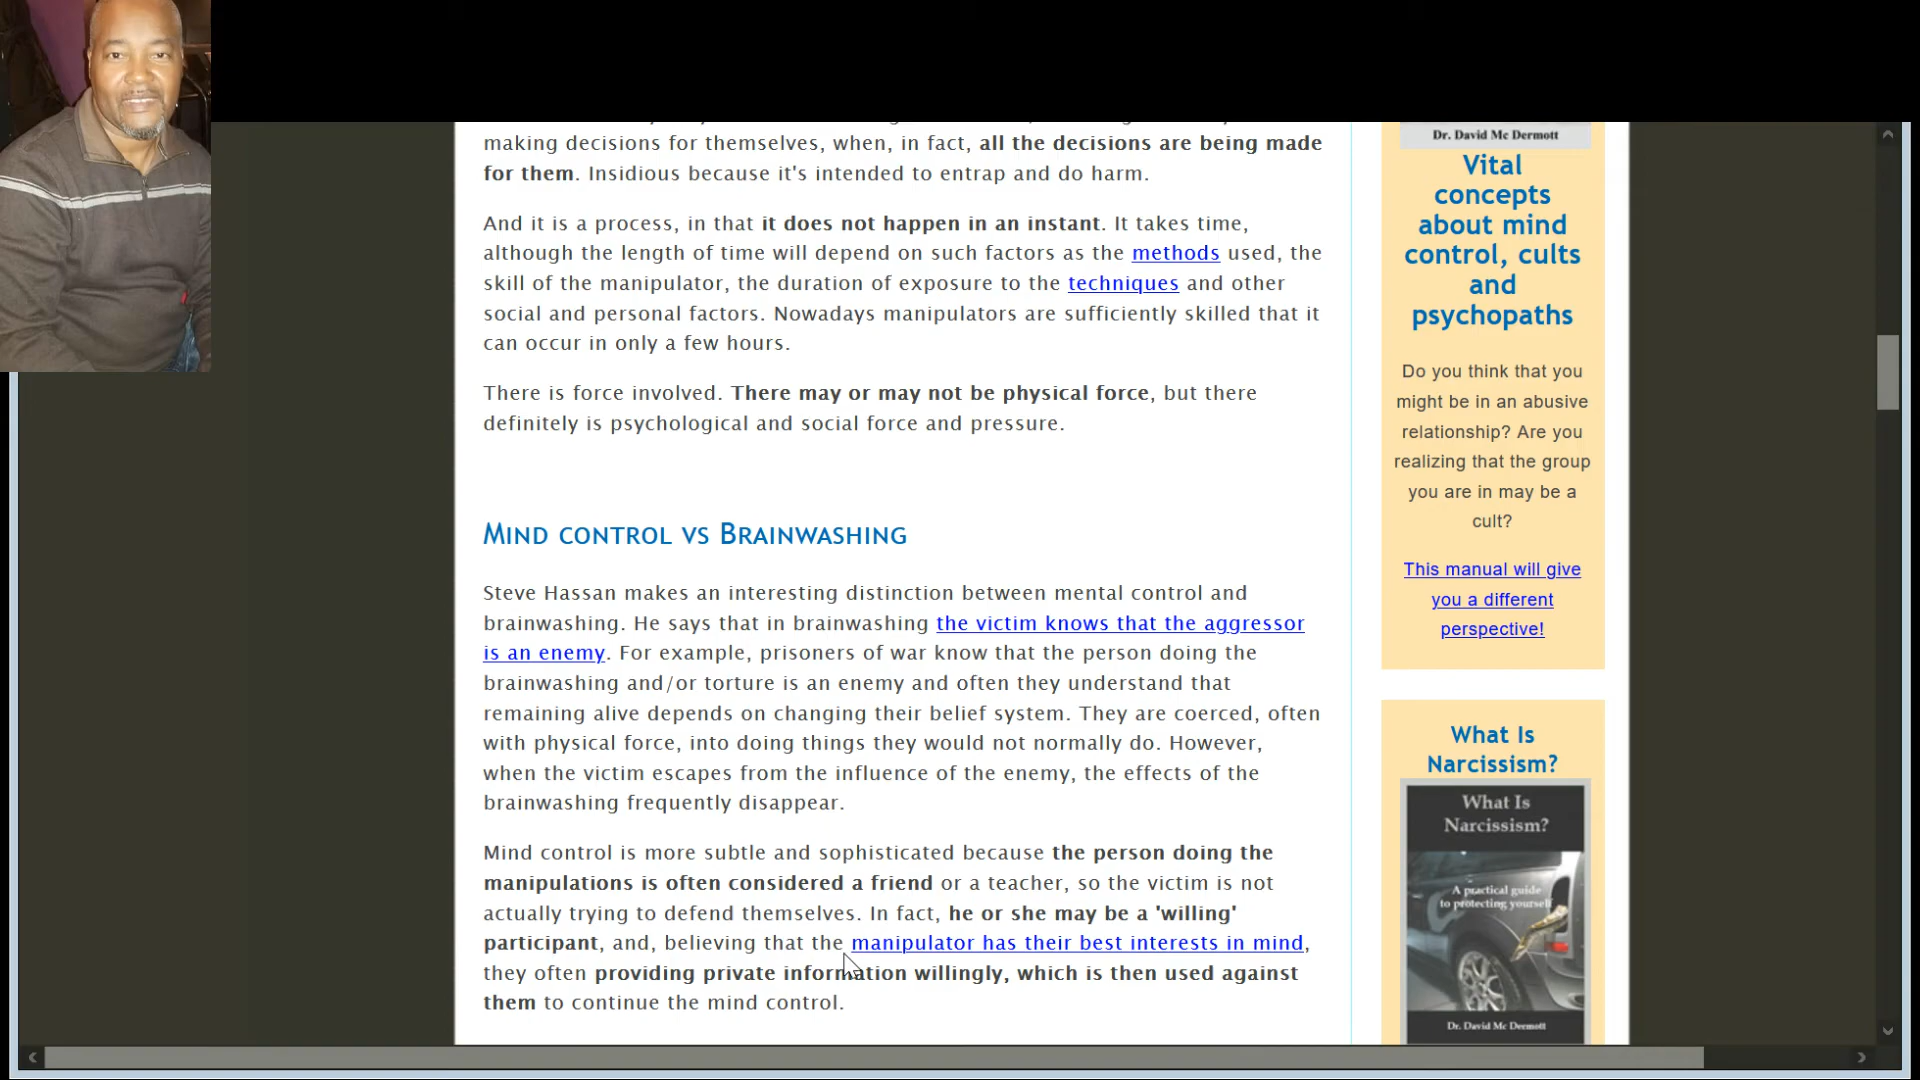 making decisions for themselves, when, in fact, all the decisions are being made
for them. Insidious because it's intended to entrap and do harm.
And it is a process, in that it does not happen in an instant. It takes time,
although the length of time will depend on such factors as the methods used, the
skill of the manipulator, the duration of exposure to the techniques and other
social and personal factors. Nowadays manipulators are sufficiently skilled that it
can occur in only a few hours.
There is force involved. There may or may not be physical force, but there
definitely is psychological and social force and pressure.
Mind control vs Brainwashing
Steve Hassan makes an interesting distinction between mental control and
brainwashing. He says that in brainwashing the victim knows that the aggressor
is an enemy. For example, prisoners of war know that the person doing the
brainwashing and/or torture is an enemy and often they understand that
remaining alive depends on changing their belief system. They are coerced, often
with physical force, into doing things they would not normally do. However,
when the victim escapes from the influence of the enemy, the effects of the
brainwashing frequently disappear.
Mind control is more subtle and sophisticated because the person doing the
manipulations is often considered a friend or a teacher, so the victim is not
actually trying to defend themselves. In fact, he or she may be a 'willing'
participant, and, believing that the manipulator has their best interests in mind,
they often providing private information willingly, which is then used against
them to continue the mind control.
Dr. David Mc Dermott
Vital
concepts
about mind
control, cults
and
psychopaths
Do you think that you
might be in an abusive
relationship? Are you
realizing that the group
you are in may be a
cult?
This manual will give
you a different
perspective!
What Is
Narcissism?
What Is
Narcissism?
A practical guide
to protecting yourself
Dr. David Mc Dermott